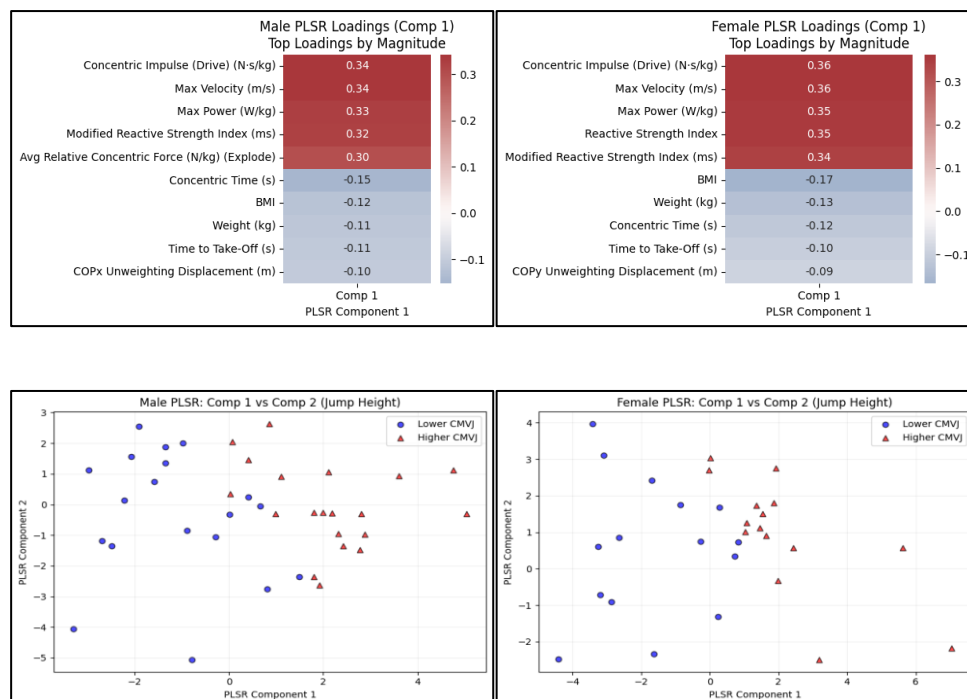 Male PLSR Loadings (Comp 1)
Top Loadings by Magnitude
Concentric Impulse (Drive) (N·s/kg) 0.34
Max Velocity (m/s) 0.34
Max Power (W/kg) 0.33
Modified Reactive Strength Index (ms) 0.32
Avg Relative Concentric Force (N/kg) (Explode) 0.30
Concentric Time (s) -0.15
BMI -0.12
Weight (kg) -0.11
Time to Take-Off (s) -0.11
COPx Unweighting Displacement (m) -0.10
Comp 1
PLSR Component 1
0.3
0.2
0.1
0.0
−0.1
Female PLSR Loadings (Comp 1)
Top Loadings by Magnitude
Concentric Impulse (Drive) (N·s/kg) 0.36
Max Velocity (m/s) 0.36
Max Power (W/kg) 0.35
Reactive Strength Index 0.35
Modified Reactive Strength Index (ms) 0.34
BMI -0.17
Weight (kg) -0.13
Concentric Time (s) -0.12
Time to Take-Off (s) -0.10
COPy Unweighting Displacement (m) -0.09
Comp 1
PLSR Component 1
0.3
0.2
0.1
0.0
−0.1
Male PLSR: Comp 1 vs Comp 2 (Jump Height)
Lower CMVJ
Higher CMVJ
PLSR Component 2
3
2
1
0
−1
−2
−3
−4
−5
−2 0 2 4
PLSR Component 1
Female PLSR: Comp 1 vs Comp 2 (Jump Height)
Lower CMVJ
Higher CMVJ
PLSR Component 2
4
3
2
1
0
−1
−2
−4 −2 0 2 4 6
PLSR Component 1